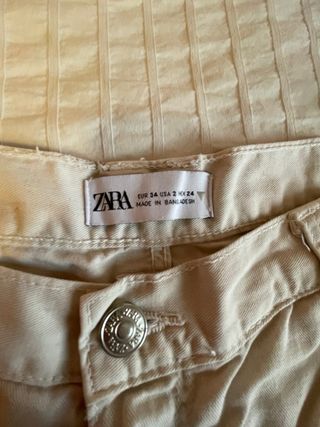 ZARA
EUR 34 USA 2 MEX 24
MADE IN BANGLADESH